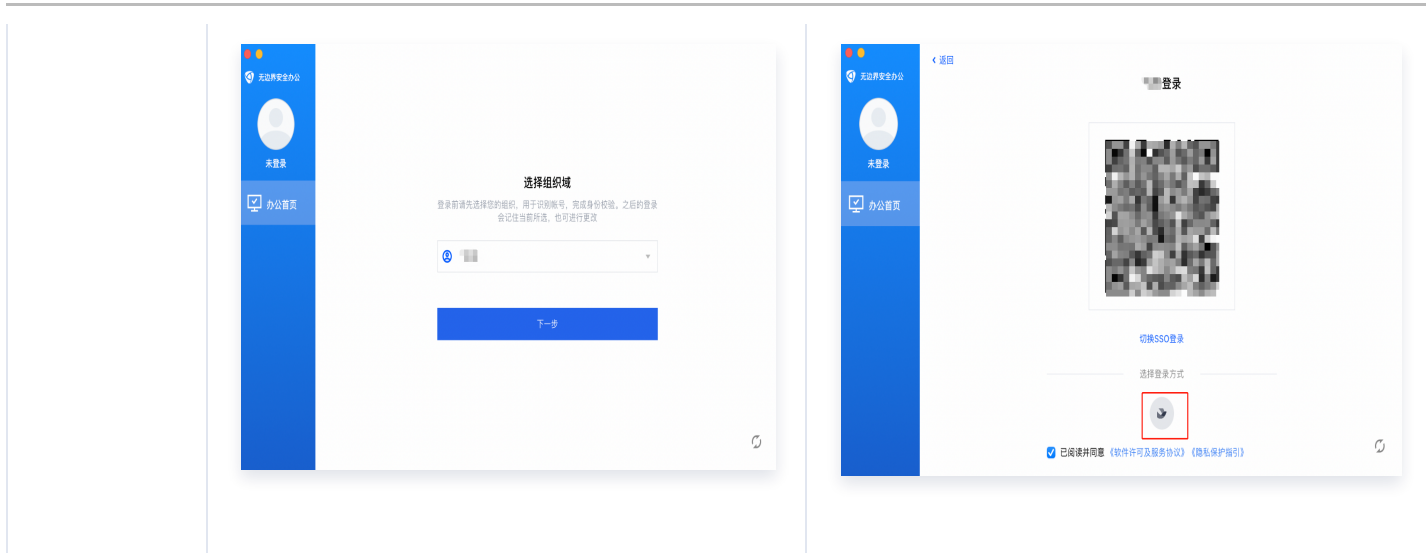 无边界安全办公
未登录
办公首页
选择组织域
登录前请先选择您的组织，用于识别帐号，完成身份校验。之后的登录
会记住当前所选，也可进行更改
下一步
无边界安全办公
未登录
办公首页
返回
登录
切换SSO登录
选择登录方式
已阅读并同意《软件许可及服务协议》《隐私保护指引》